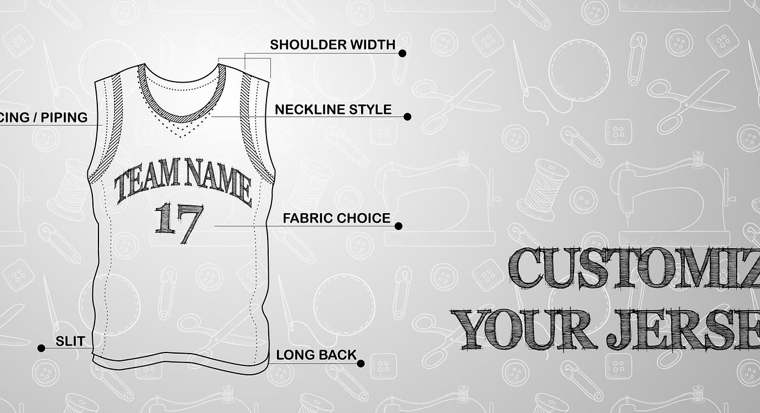 SHOULDER WIDTH
NECKLINE STYLE
CING / PIPING
TEAM NAME
17
FABRIC CHOICE
CUSTOMIZ
YOUR JERSE
SLIT
LONG BACK